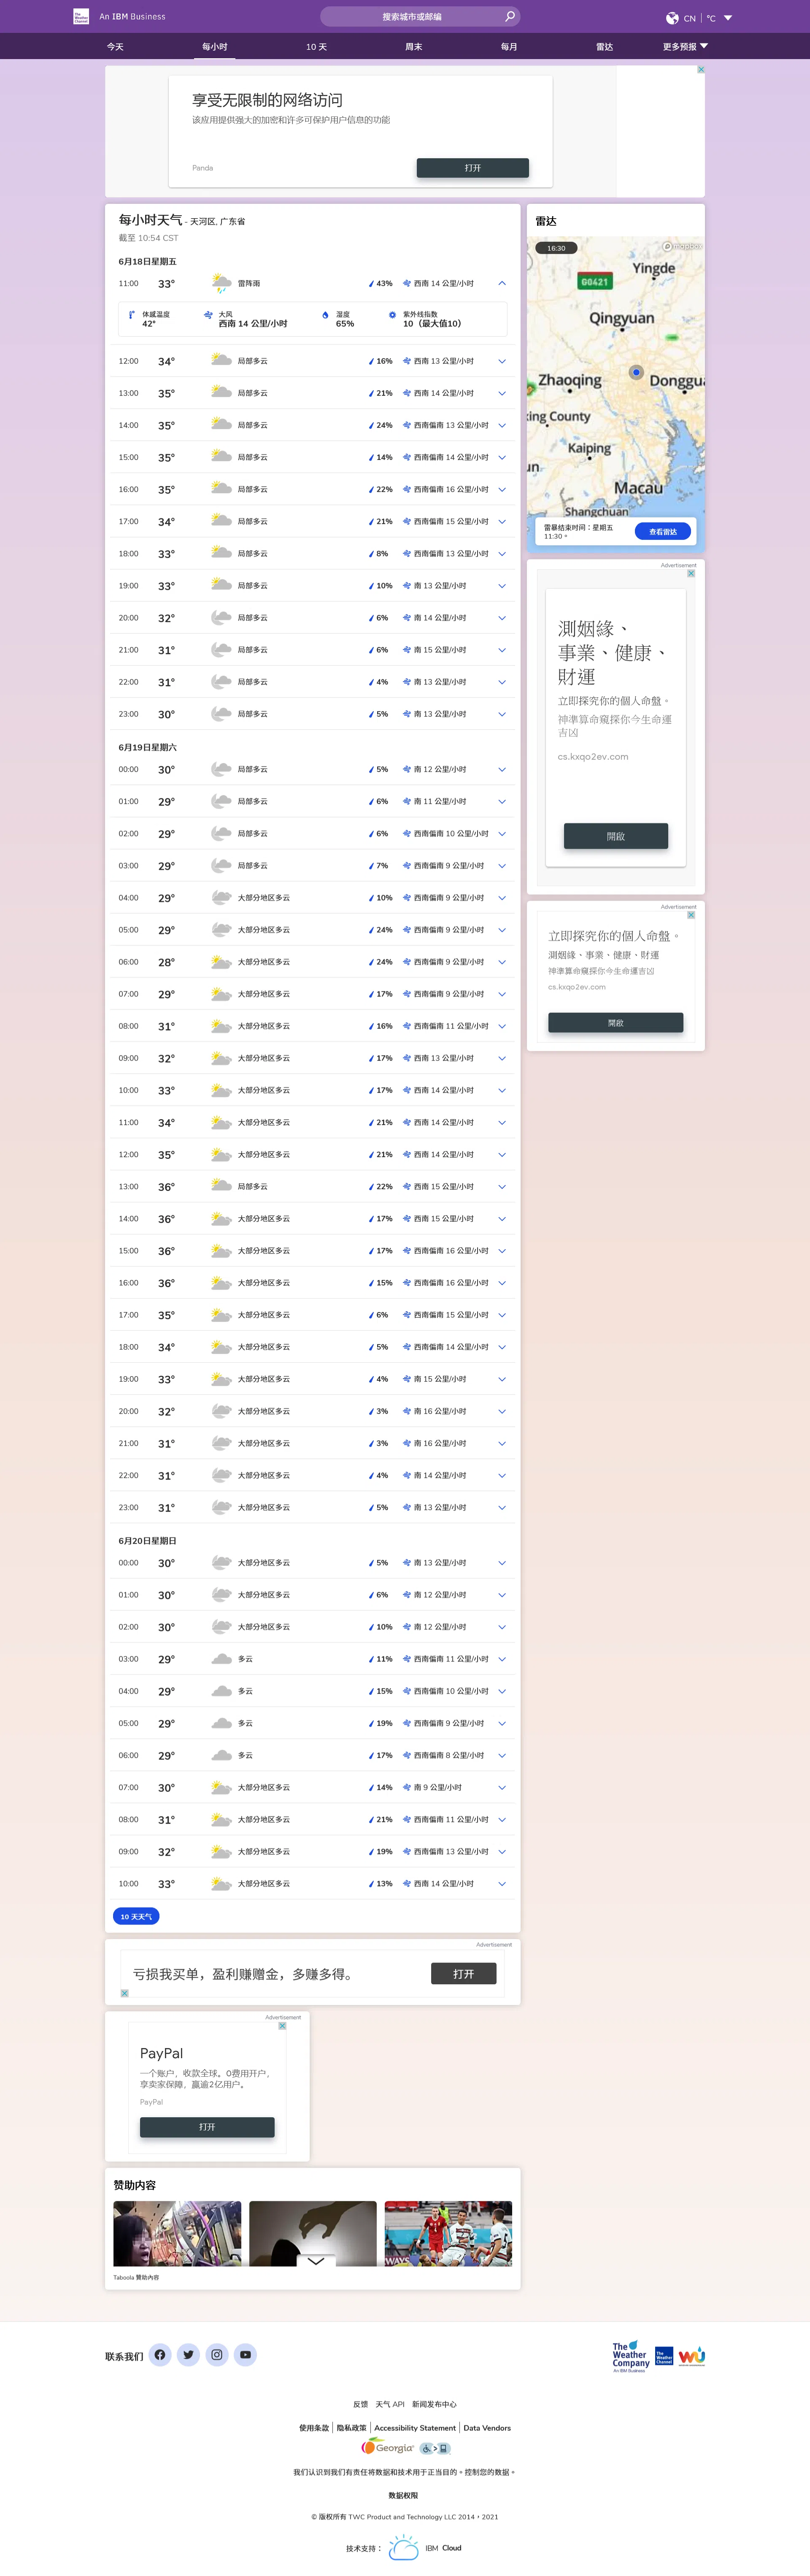 The Weather Channel
An IBM Business
搜索城市或邮编
CN
°C
今天
每小时
10 天
周末
每月
雷达
更多预报
享受无限制的网络访问
该应用提供强大的加密和许多可保护用户信息的功能
Panda
打开
每小时天气 - 天河区, 广东省
截至 10:54 CST
6月18日星期五
11:00 33° 雷阵雨 43% 西南 14 公里/小时
体感温度
42°
大风
西南 14 公里/小时
湿度
65%
紫外线指数
10（最大值10）
12:00 34° 局部多云 16% 西南 13 公里/小时
13:00 35° 局部多云 21% 西南 14 公里/小时
14:00 35° 局部多云 24% 西南偏南 13 公里/小时
15:00 35° 局部多云 14% 西南偏南 14 公里/小时
16:00 35° 局部多云 22% 西南偏南 16 公里/小时
17:00 34° 局部多云 21% 西南偏南 15 公里/小时
18:00 33° 局部多云 8% 西南偏南 13 公里/小时
19:00 33° 局部多云 10% 南 13 公里/小时
20:00 32° 局部多云 6% 南 14 公里/小时
21:00 31° 局部多云 6% 南 15 公里/小时
22:00 31° 局部多云 4% 南 13 公里/小时
23:00 30° 局部多云 5% 南 13 公里/小时
6月19日星期六
00:00 30° 局部多云 5% 南 12 公里/小时
01:00 29° 局部多云 6% 南 11 公里/小时
02:00 29° 局部多云 6% 西南偏南 10 公里/小时
03:00 29° 局部多云 7% 西南偏南 9 公里/小时
04:00 29° 大部分地区多云 10% 西南偏南 9 公里/小时
05:00 29° 大部分地区多云 24% 西南偏南 9 公里/小时
06:00 28° 大部分地区多云 24% 西南偏南 9 公里/小时
07:00 29° 大部分地区多云 17% 西南偏南 9 公里/小时
08:00 31° 大部分地区多云 16% 西南偏南 11 公里/小时
09:00 32° 大部分地区多云 17% 西南 13 公里/小时
10:00 33° 大部分地区多云 17% 西南 14 公里/小时
11:00 34° 大部分地区多云 21% 西南 14 公里/小时
12:00 35° 大部分地区多云 21% 西南 14 公里/小时
13:00 36° 局部多云 22% 西南 15 公里/小时
14:00 36° 大部分地区多云 17% 西南 15 公里/小时
15:00 36° 大部分地区多云 17% 西南偏南 16 公里/小时
16:00 36° 大部分地区多云 15% 西南偏南 16 公里/小时
17:00 35° 大部分地区多云 6% 西南偏南 15 公里/小时
18:00 34° 大部分地区多云 5% 西南偏南 14 公里/小时
19:00 33° 大部分地区多云 4% 南 15 公里/小时
20:00 32° 大部分地区多云 3% 南 16 公里/小时
21:00 31° 大部分地区多云 3% 南 16 公里/小时
22:00 31° 大部分地区多云 4% 南 14 公里/小时
23:00 31° 大部分地区多云 5% 南 13 公里/小时
6月20日星期日
00:00 30° 大部分地区多云 5% 南 13 公里/小时
01:00 30° 大部分地区多云 6% 南 12 公里/小时
02:00 30° 大部分地区多云 10% 南 12 公里/小时
03:00 29° 多云 11% 西南偏南 11 公里/小时
04:00 29° 多云 15% 西南偏南 10 公里/小时
05:00 29° 多云 19% 西南偏南 9 公里/小时
06:00 29° 多云 17% 西南偏南 8 公里/小时
07:00 30° 大部分地区多云 14% 南 9 公里/小时
08:00 31° 大部分地区多云 21% 西南偏南 11 公里/小时
09:00 32° 大部分地区多云 19% 西南偏南 13 公里/小时
10:00 33° 大部分地区多云 13% 西南 14 公里/小时
10 天天气
雷达
16:30
mapbox
Yingde
G0421
Qingyuan
Zhaoqing
Donggua
xing County
Kaiping
un
Macau
Shangchuan
雷暴结束时间：星期五
11:30。
查看雷达
Advertisement
測姻緣、
事業、健康、
財運
立即探究你的個人命盤。
神準算命窺探你今生命運
吉凶
cs.kxqo2ev.com
開啟
Advertisement
立即探究你的個人命盤。
測姻緣、事業、健康、財運
神準算命窺探你今生命運吉凶
cs.kxqo2ev.com
開啟
Advertisement
亏损我买单，盈利赚赠金，多赚多得。
打开
Advertisement
PayPal
一个账户，收款全球。0费用开户，
享卖家保障，赢逾2亿用户。
PayPal
打开
赞助内容
Taboola 赞助内容
联系我们
The
Weather
Company
An IBM Business
The Weather Channel
WU
反馈 天气 API 新闻发布中心
使用条款 隐私政策 Accessibility Statement Data Vendors
Georgia
我们认识到我们有责任将数据和技术用于正当目的。控制您的数据。
数据权限
© 版权所有 TWC Product and Technology LLC 2014，2021
技术支持：
IBM Cloud